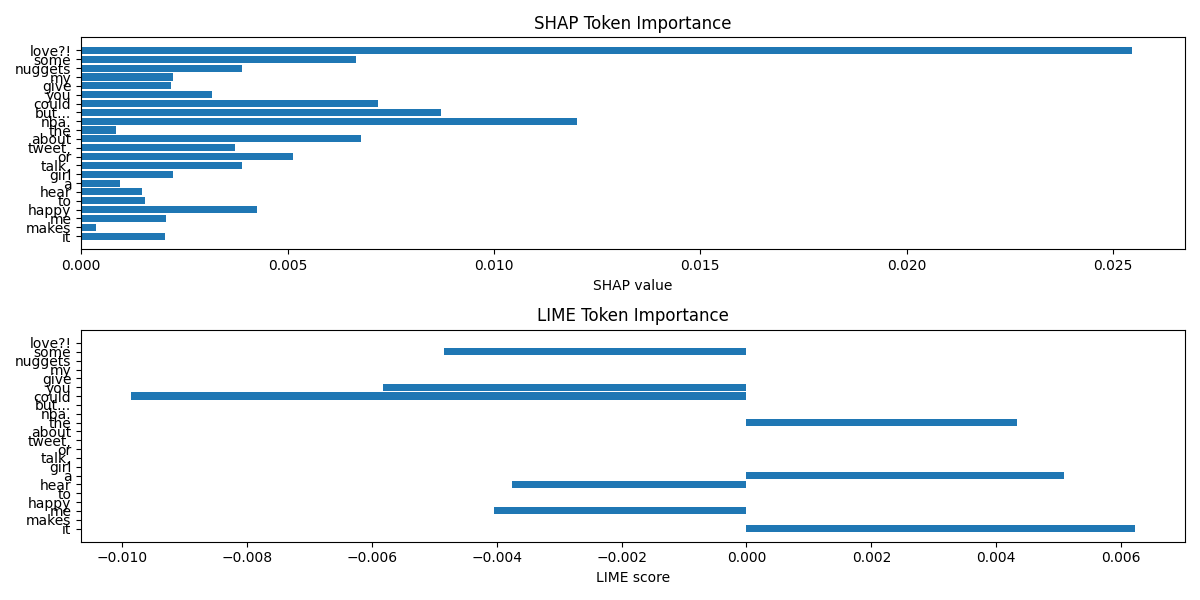 SHAP Token Importance
love?!
some
nuggets
my
give
you
could
but...
nba.
the
about
tweet,
or
talk,
girl
a
hear
to
happy
me
makes
it
0.000 0.005 0.010 0.015 0.020 0.025
SHAP value
LIME Token Importance
love?!
some
nuggets
my
give
you
could
but...
nba.
the
about
tweet,
or
talk,
girl
a
hear
to
happy
me
makes
it
−0.010 −0.008 −0.006 −0.004 −0.002 0.000 0.002 0.004 0.006
LIME score